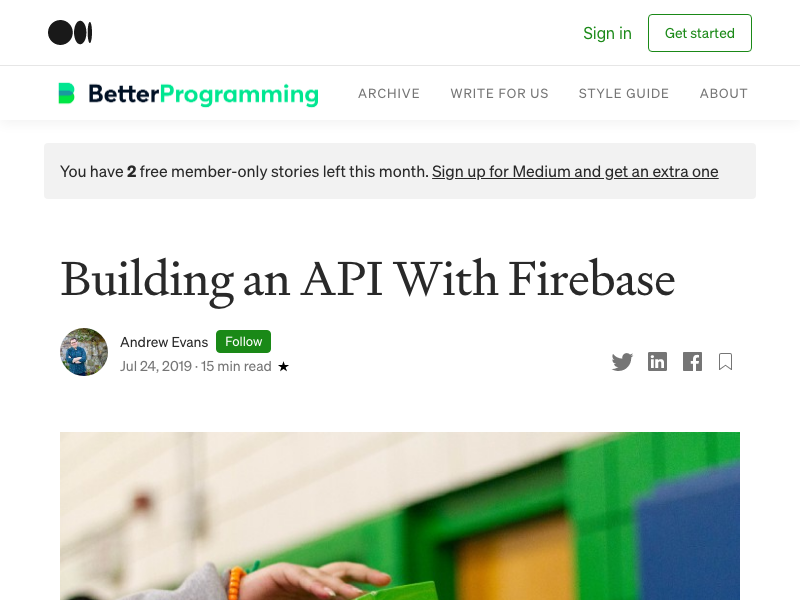 Sign in
Get started
BetterProgramming
ARCHIVE
WRITE FOR US
STYLE GUIDE
ABOUT
You have 2 free member-only stories left this month. Sign up for Medium and get an extra one
Building an API With Firebase
Andrew Evans
Follow
Jul 24, 2019 · 15 min read ★